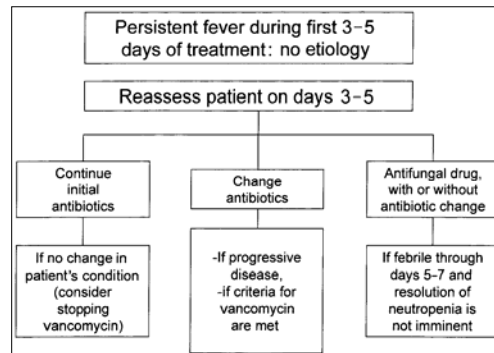 Persistent fever during first 3-5
days of treatment: no etiology
Reassess patient on days 3-5
Continue
initial
antibiotics
Change
antibiotics
Antifungal drug,
with or without
antibiotic change
If no change in
patient's condition
(consider
stopping
vancomycin)
-If progressive
disease,
-if criteria for
vancomycin
are met
If febrile through
days 5-7 and
resolution of
neutropenia is
not imminent